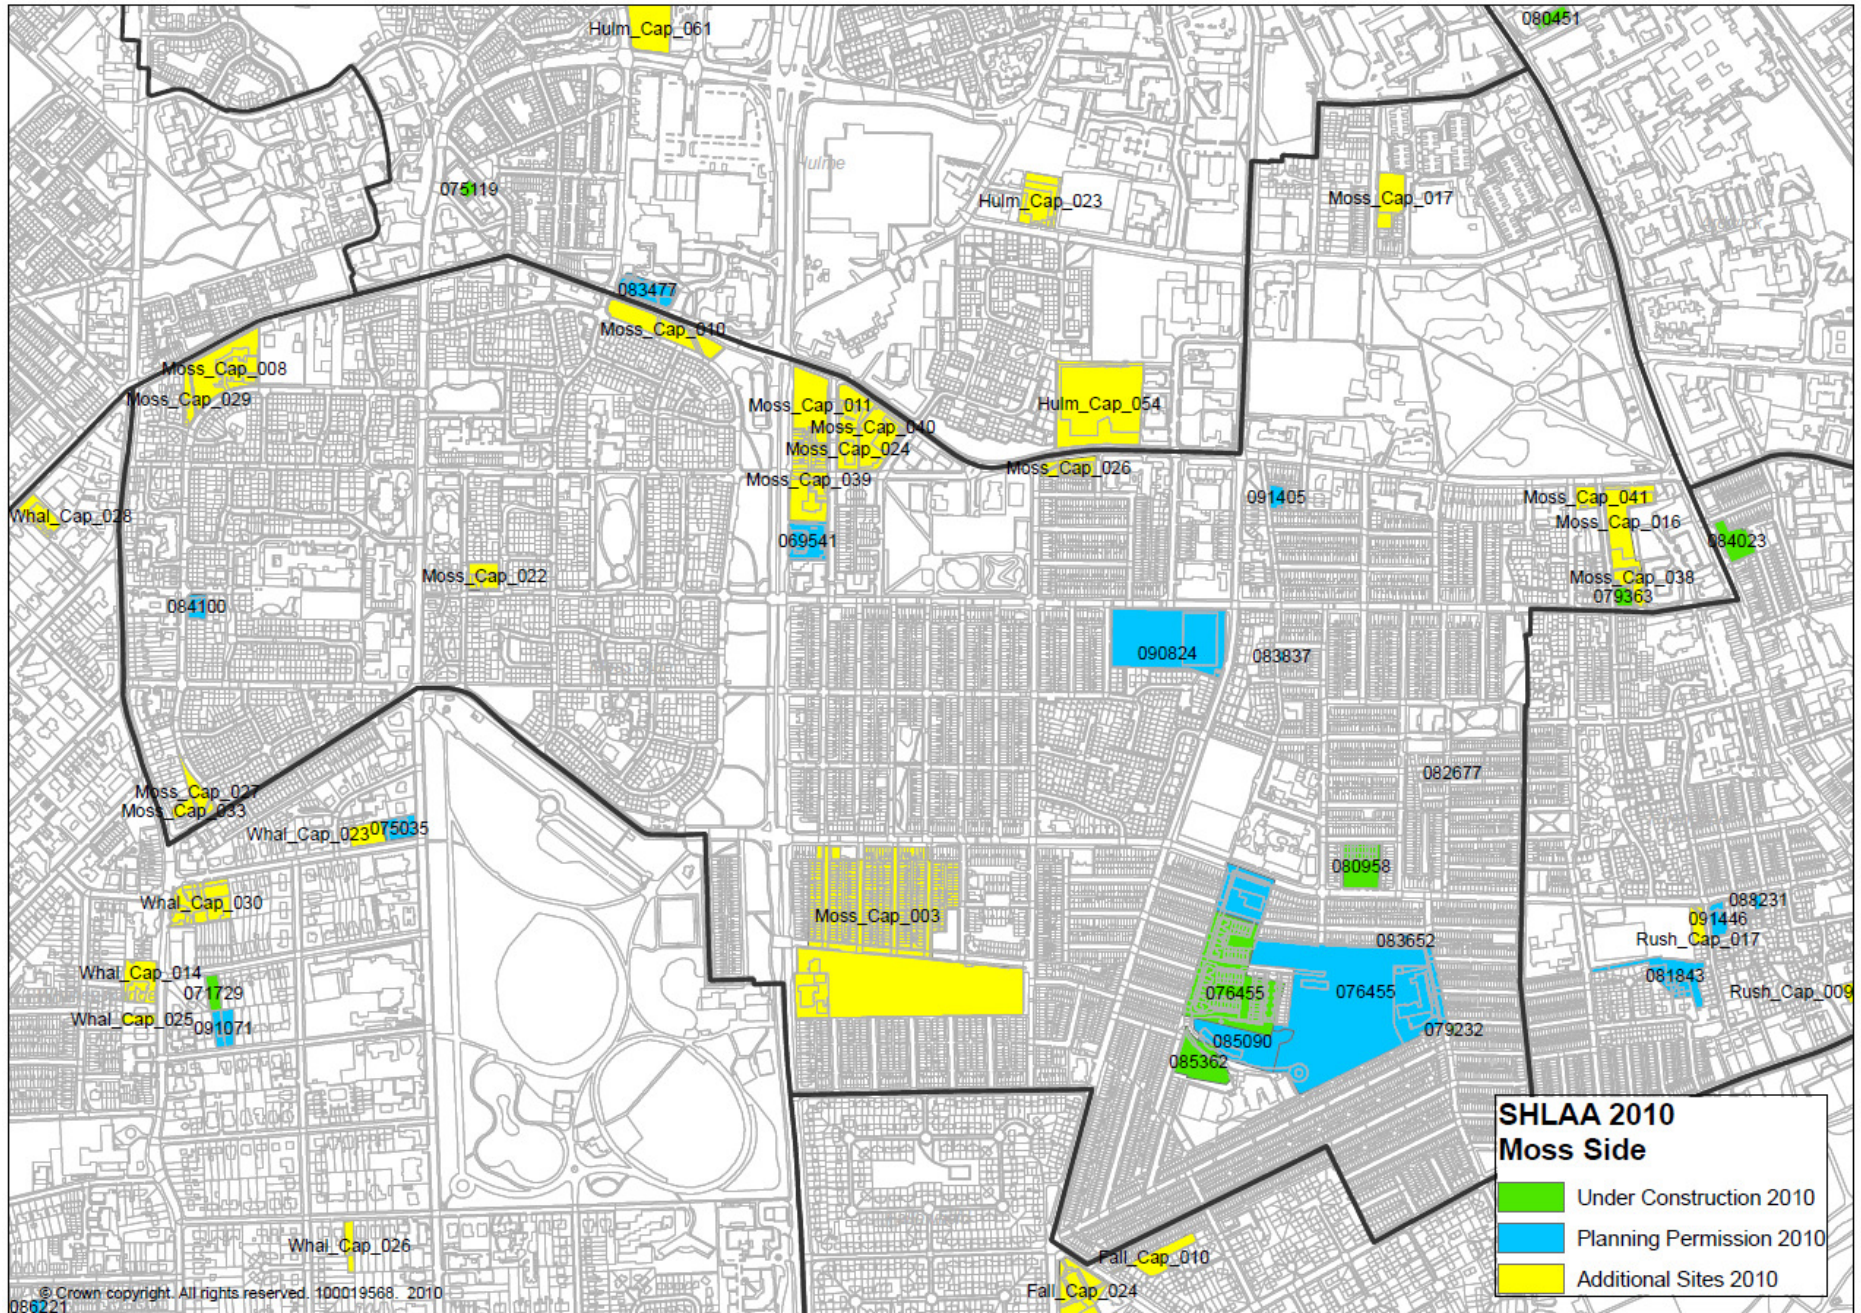 Hulm_Cap_061
080451
Hulme
075119
Hulm_Cap_023
Moss_Cap_017
083477
Moss_Cap_010
Moss_Cap_008
Moss_Cap_029
Moss_Cap_011
Hulm_Cap_054
Moss_Cap_040
Moss_Cap_024
Moss_Cap_026
Moss_Cap_039
091405
Moss_Cap_041
Whal_Cap_028
Moss_Cap_016
069541
084023
Moss_Cap_022
Moss_Cap_038
079363
084100
090824
083837
082677
Moss_Cap_027
Moss_Cap_033
Whal_Cap_023
075035
080958
Whal_Cap_030
Moss_Cap_003
088231
091446
083652
Rush_Cap_017
Whal_Cap_014
081843
071729
076455
076455
Rush_Cap_009
Whal_Cap_025
091071
079232
085090
085362
SHLAA 2010
Moss Side
Under Construction 2010
Planning Permission 2010
Additional Sites 2010
Whal_Cap_026
Fall_Cap_010
Fall_Cap_024
© Crown copyright. All rights reserved. 100019568. 2010
086221